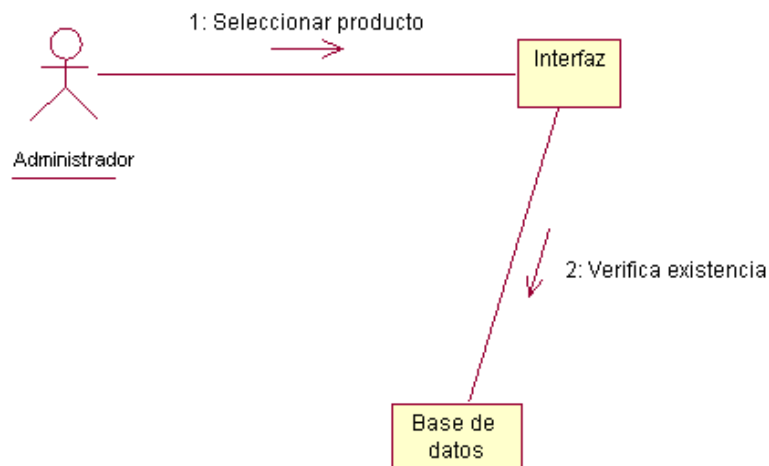 1: Seleccionar producto
Interfaz
Administrador
2: Verifica existencia
Base de
datos